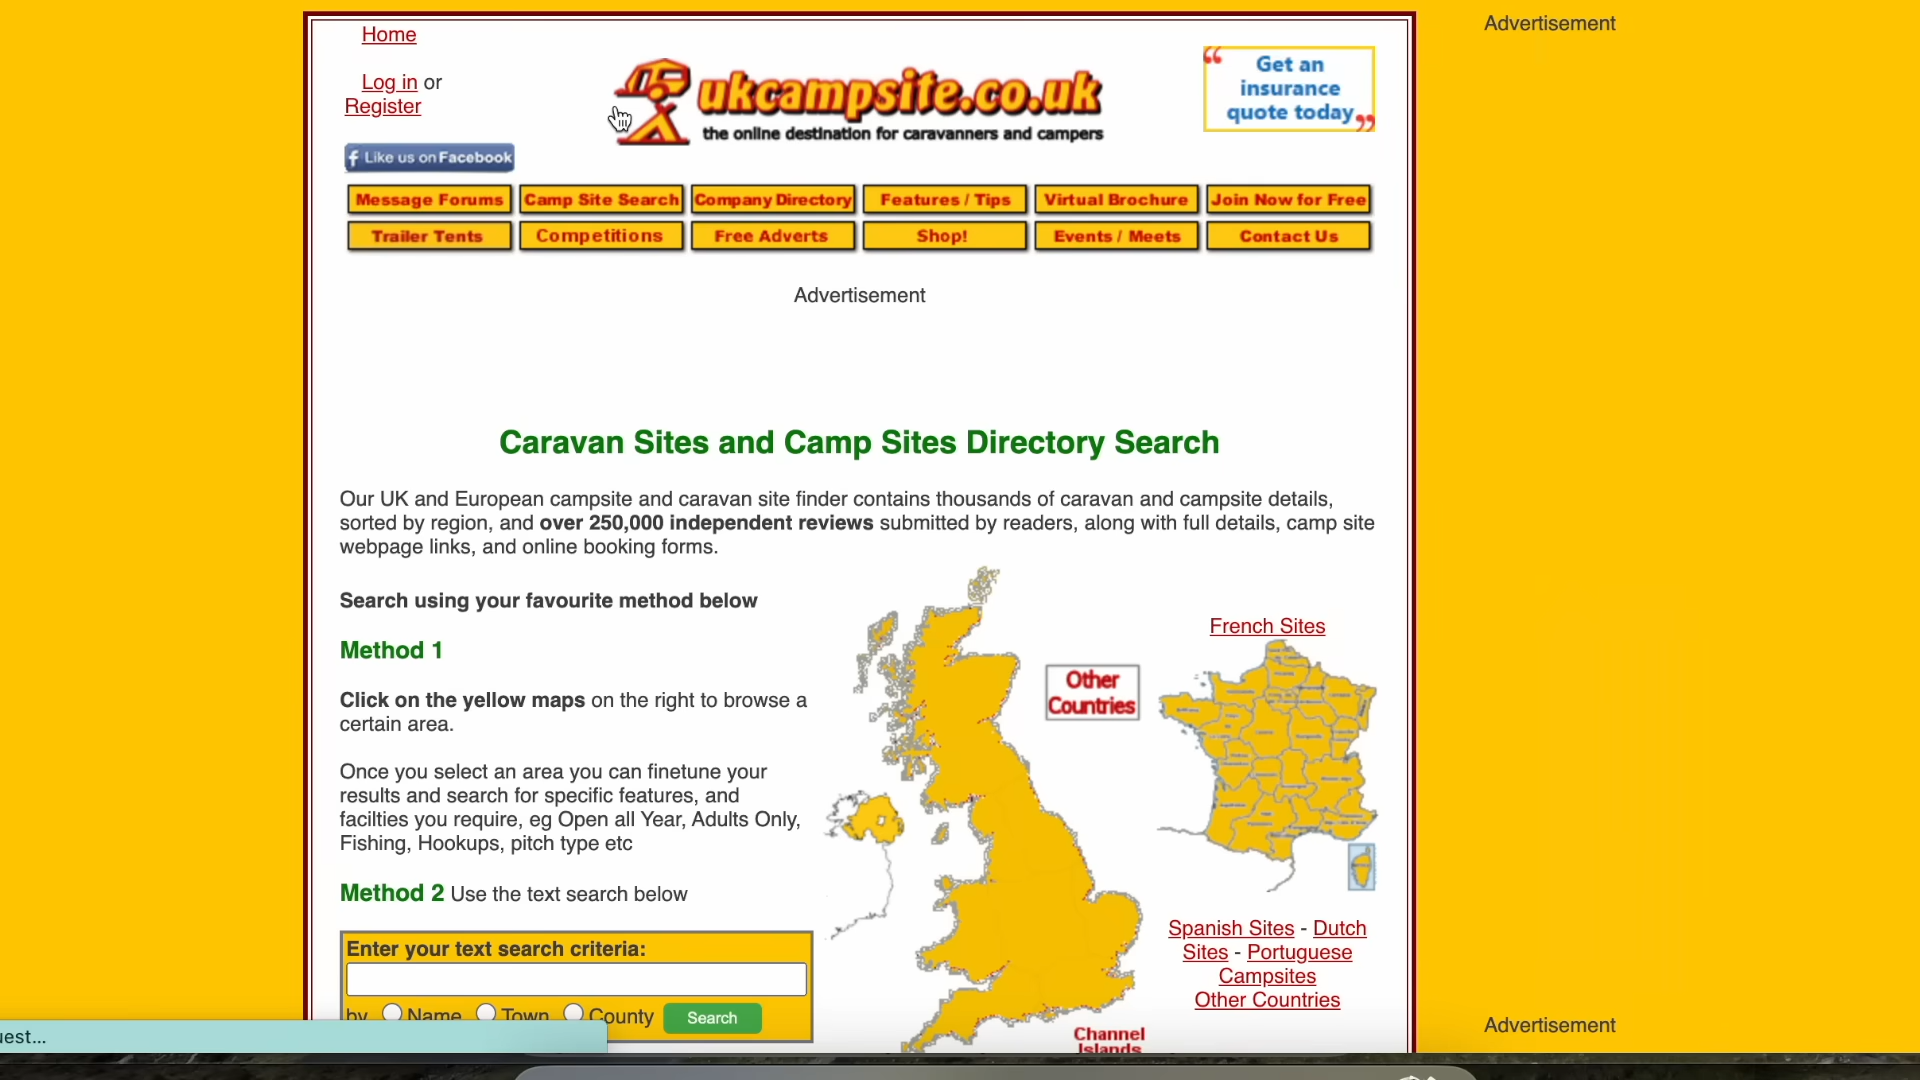 Home
Advertisement
Log in or
Register
ukcampsite.co.uk
the online destination for caravanners and campers
“ Get an
insurance
quote today ”
Like us on Facebook
Message Forums
Camp Site Search
Company Directory
Features / Tips
Virtual Brochure
Join Now for Free
Trailer Tents
Competitions
Free Adverts
Shop!
Events / Meets
Contact Us
Advertisement
Caravan Sites and Camp Sites Directory Search
Our UK and European campsite and caravan site finder contains thousands of caravan and campsite details,
sorted by region, and over 250,000 independent reviews submitted by readers, along with full details, camp site
webpage links, and online booking forms.
Search using your favourite method below
Method 1
Click on the yellow maps on the right to browse a
certain area.
Once you select an area you can finetune your
results and search for specific features, and
facilties you require, eg Open all Year, Adults Only,
Fishing, Hookups, pitch type etc
Method 2 Use the text search below
Enter your text search criteria:
by Name Town County Search
Other
Countries
French Sites
Spanish Sites - Dutch
Sites - Portuguese
Campsites
Other Countries
Channel
Islands
uest...
Advertisement